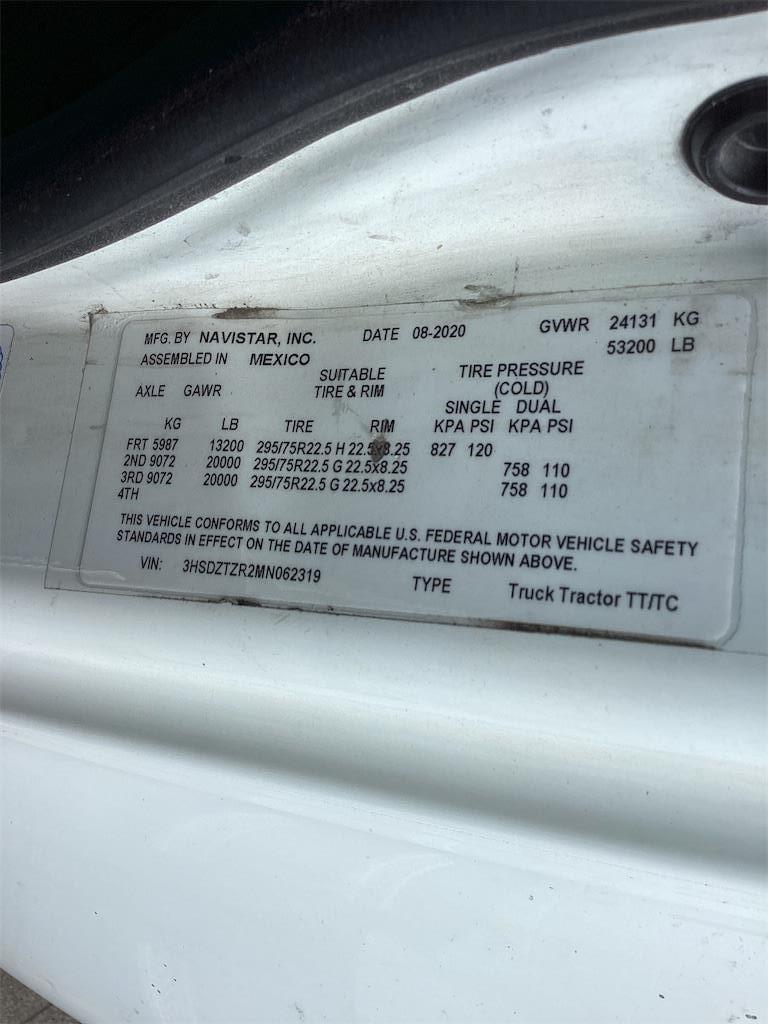 MFG. BY NAVISTAR, INC. DATE 08-2020 GVWR 24131 KG
ASSEMBLED IN MEXICO 53200 LB
SUITABLE TIRE PRESSURE
AXLE GAWR TIRE & RIM (COLD)
SINGLE DUAL
KG LB TIRE RIM KPA PSI KPA PSI
FRT 5987 13200 295/75R22.5 H 22.5x8.25 827 120
2ND 9072 20000 295/75R22.5 G 22.5x8.25 758 110
3RD 9072 20000 295/75R22.5 G 22.5x8.25 758 110
4TH
THIS VEHICLE CONFORMS TO ALL APPLICABLE U.S. FEDERAL MOTOR VEHICLE SAFETY
STANDARDS IN EFFECT ON THE DATE OF MANUFACTURE SHOWN ABOVE.
VIN: 3HSDZTZR2MN062319 TYPE Truck Tractor TT/TC